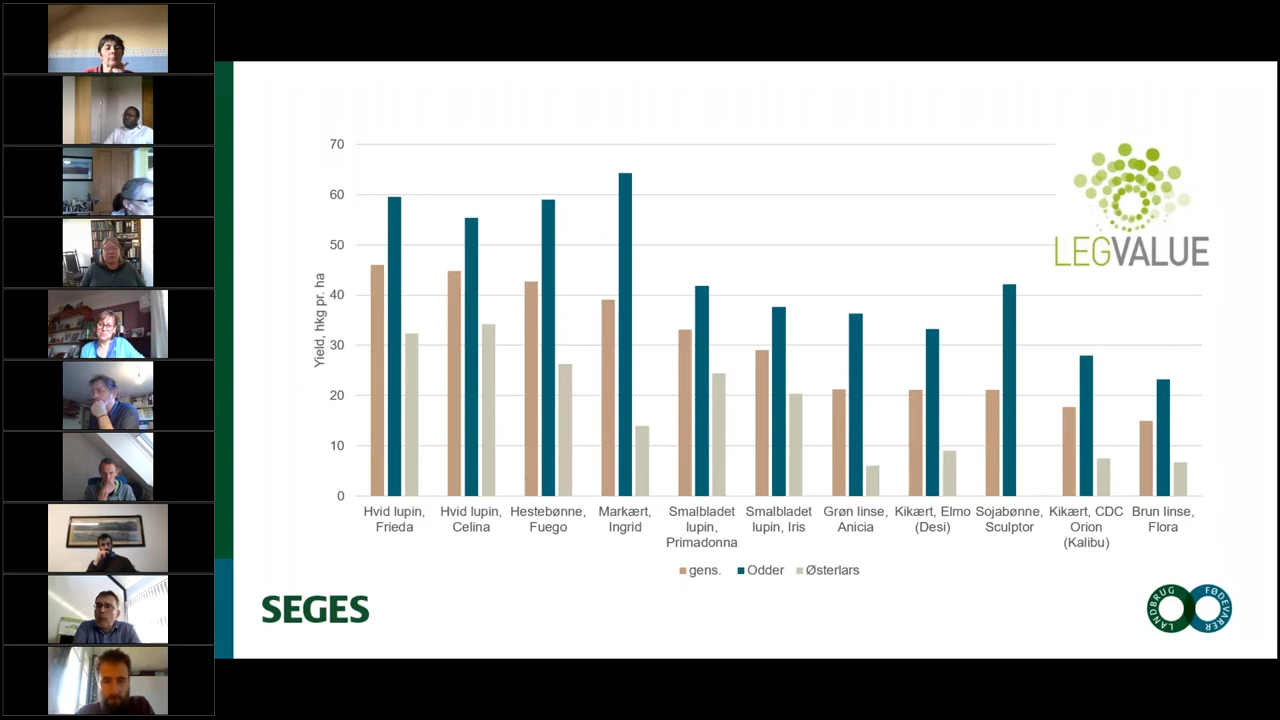 70
60
50
40
30
20
10
0
Yield, hkg pr. ha
Hvid lupin,
Frieda
Hvid lupin,
Celina
Hestebønne,
Fuego
Markært,
Ingrid
Smalbladet
lupin,
Primadonna
Smalbladet
lupin, Iris
Grøn linse,
Anicia
Kikært, Elmo
(Desi)
Sojabønne,
Sculptor
Kikært, CDC
Orion
(Kalibu)
Brun linse,
Flora
gens. Odder Østerlars
LEGVALUE
SEGES
LANDBRUG FØDEVARER